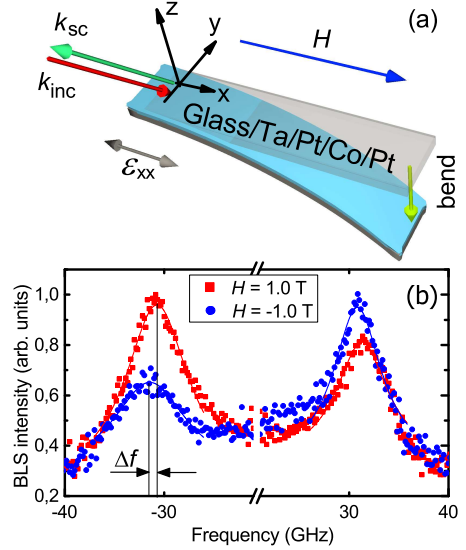 z
(a)
k_sc
y
H
k_inc
x
Glass/Ta/Pt/Co/Pt
ε_xx
bend
(b)
H = 1.0 T
H = -1.0 T
BLS intensity (arb. units)
1,0
0,8
0,6
0,4
0,2
Δf
-40 -30 30 40
Frequency (GHz)